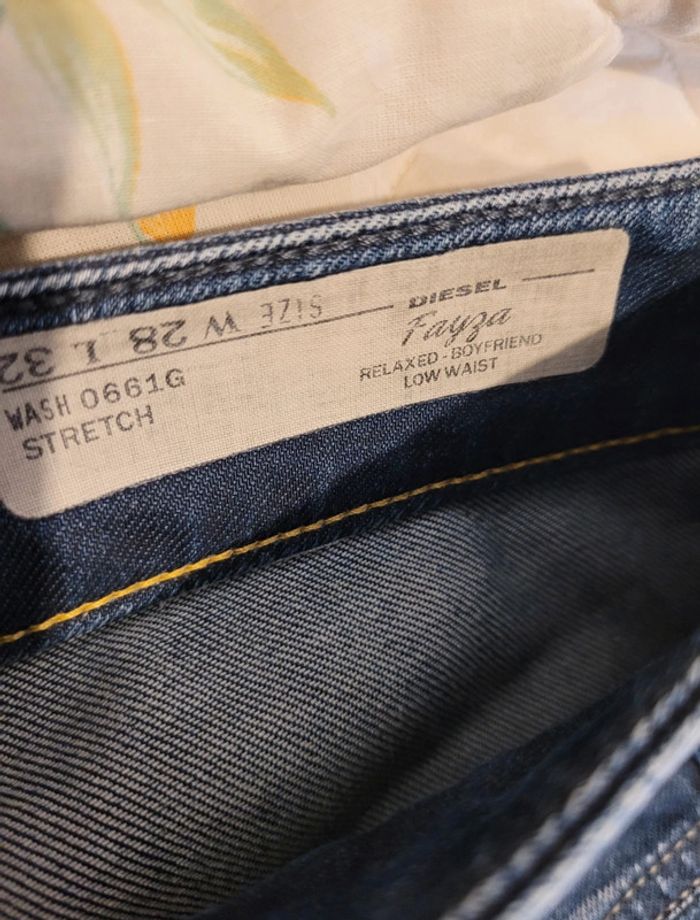 DIESEL
Fayza
RELAXED - BOYFRIEND
LOW WAIST
SIZE W 28 L 32
WASH 0661G
STRETCH